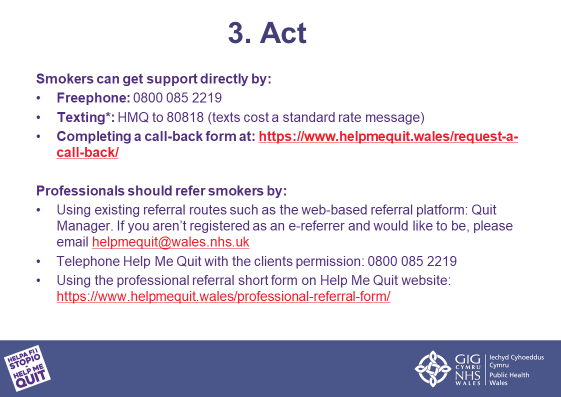 3. Act
Smokers can get support directly by:
• Freephone: 0800 085 2219
• Texting*: HMQ to 80818 (texts cost a standard rate message)
• Completing a call-back form at: https://www.helpmequit.wales/request-a-
call-back/
Professionals should refer smokers by:
• Using existing referral routes such as the web-based referral platform: Quit
Manager. If you aren’t registered as an e-referrer and would like to be, please
email helpmequit@wales.nhs.uk
• Telephone Help Me Quit with the clients permission: 0800 085 2219
• Using the professional referral short form on Help Me Quit website:
https://www.helpmequit.wales/professional-referral-form/
HELPA FI I
STOPIO
HELP ME
QUIT
GIG
CYMRU
NHS
WALES
Iechyd Cyhoeddus
Cymru
Public Health
Wales